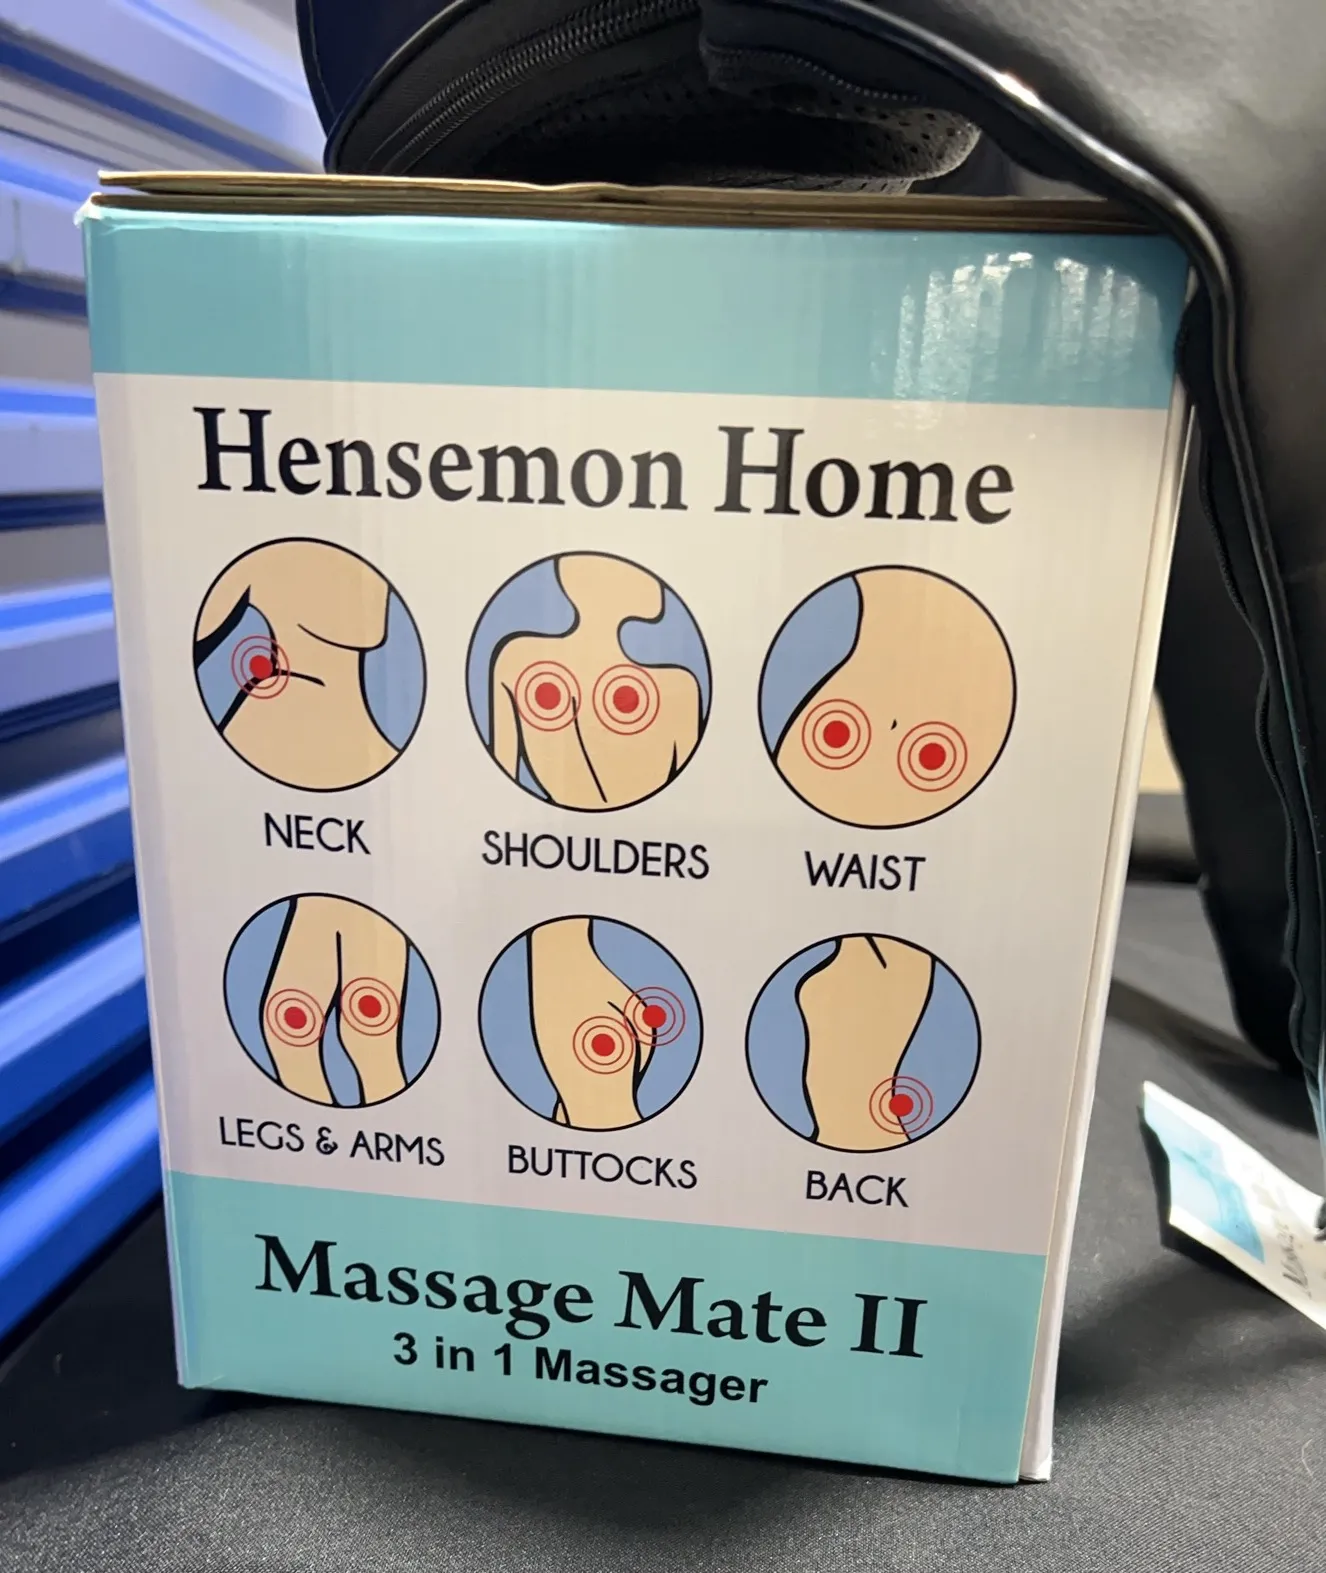 Hensemon Home
NECK
SHOULDERS
WAIST
LEGS & ARMS
BUTTOCKS
BACK
Massage Mate II
3 in 1 Massager